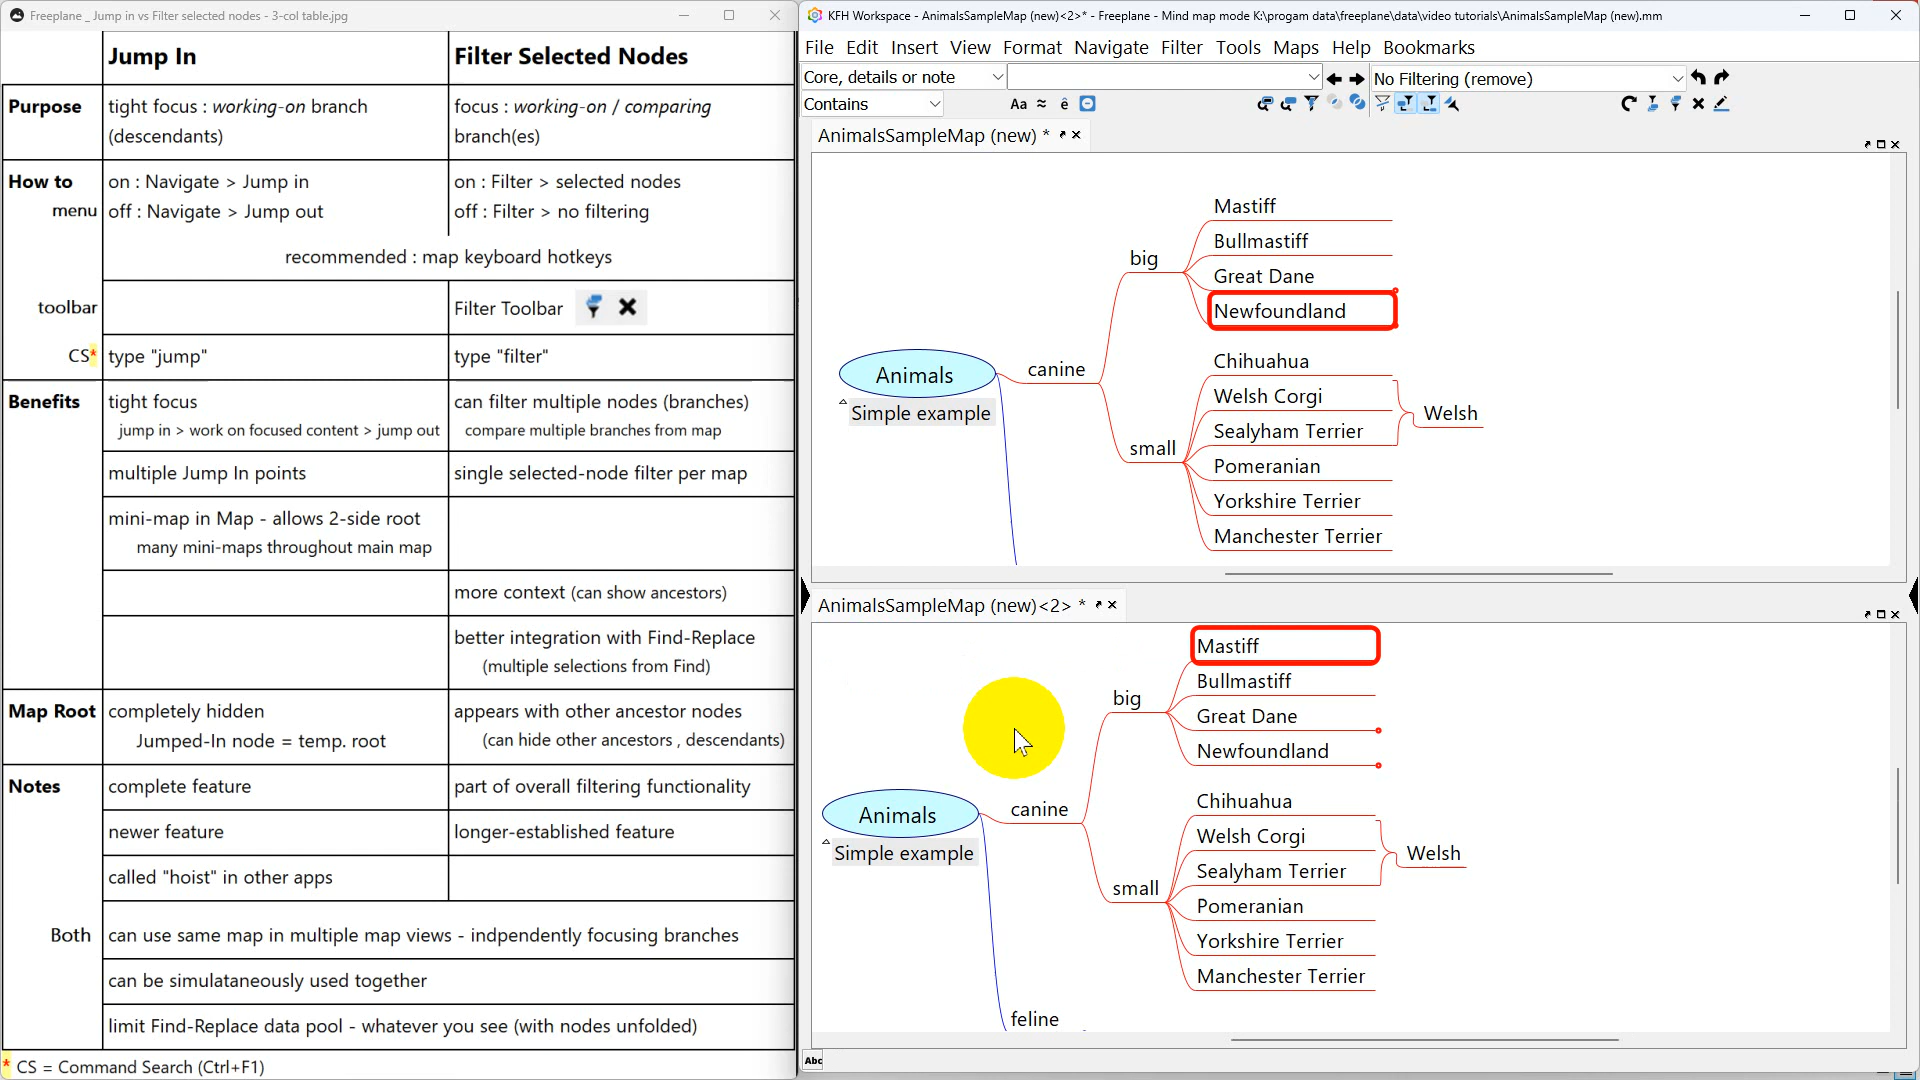 Freeplane _ Jump in vs Filter selected nodes - 3-col table.jpg
Jump In
Filter Selected Nodes
Purpose
tight focus : working-on branch
(descendants)
focus : working-on / comparing
branch(es)
How to
menu
on : Navigate > Jump in
off : Navigate > Jump out
on : Filter > selected nodes
off : Filter > no filtering
recommended : map keyboard hotkeys
toolbar
Filter Toolbar
CS*
type "jump"
type "filter"
Benefits
tight focus
jump in > work on focused content > jump out
can filter multiple nodes (branches)
compare multiple branches from map
multiple Jump In points
single selected-node filter per map
mini-map in Map - allows 2-side root
many mini-maps throughout main map
more context (can show ancestors)
better integration with Find-Replace
(multiple selections from Find)
Map Root
completely hidden
Jumped-In node = temp. root
appears with other ancestor nodes
(can hide other ancestors , descendants)
Notes
complete feature
part of overall filtering functionality
newer feature
longer-established feature
called "hoist" in other apps
Both
can use same map in multiple map views - indpendently focusing branches
can be simulataneously used together
limit Find-Replace data pool - whatever you see (with nodes unfolded)
* CS = Command Search (Ctrl+F1)
KFH Workspace - AnimalsSampleMap (new)<2>* - Freeplane - Mind map mode K:\progam data\freeplane\data\video tutorials\AnimalsSampleMap (new).mm
File Edit Insert View Format Navigate Filter Tools Maps Help Bookmarks
Core, details or note
No Filtering (remove)
Contains
Aa ≈ ê
AnimalsSampleMap (new) *
Mastiff
Bullmastiff
big
Great Dane
Newfoundland
Chihuahua
canine
Animals
Welsh Corgi
Simple example
Welsh
Sealyham Terrier
small
Pomeranian
Yorkshire Terrier
Manchester Terrier
AnimalsSampleMap (new)<2> *
Mastiff
Bullmastiff
big
Great Dane
Newfoundland
Chihuahua
canine
Animals
Welsh Corgi
Simple example
Welsh
Sealyham Terrier
small
Pomeranian
Yorkshire Terrier
Manchester Terrier
feline
Abc